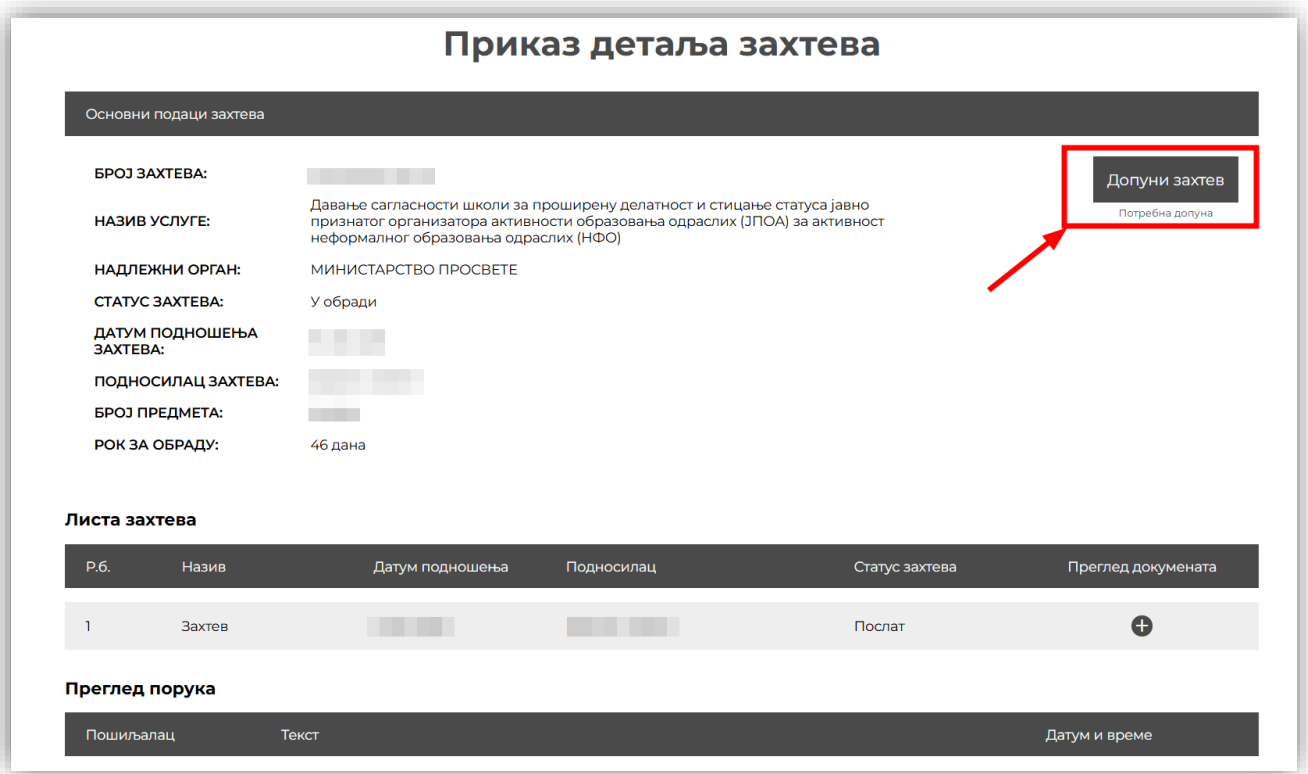 Приказ детаља захтева
Основни подаци захтева
БРОЈ ЗАХТЕВА:
Допуни захтев
Потребна допуна
НАЗИВ УСЛУГЕ:
Давање сагласности школи за проширену делатност и стицање статуса јавно
признатог организатора активности образовања одраслих (ЈПОА) за активност
неформалног образовања одраслих (НФО)
НАДЛЕЖНИ ОРГАН:
МИНИСТАРСТВО ПРОСВЕТЕ
СТАТУС ЗАХТЕВА:
У обради
ДАТУМ ПОДНОШЕЊА
ЗАХТЕВА:
ПОДНОСИЛАЦ ЗАХТЕВА:
БРОЈ ПРЕДМЕТА:
РОК ЗА ОБРАДУ:
46 дана
Листа захтева
Р.б. Назив Датум подношења Подносилац Статус захтева Преглед докумената
1 Захтев Послат
Преглед порука
Пошиљалац Текст Датум и време